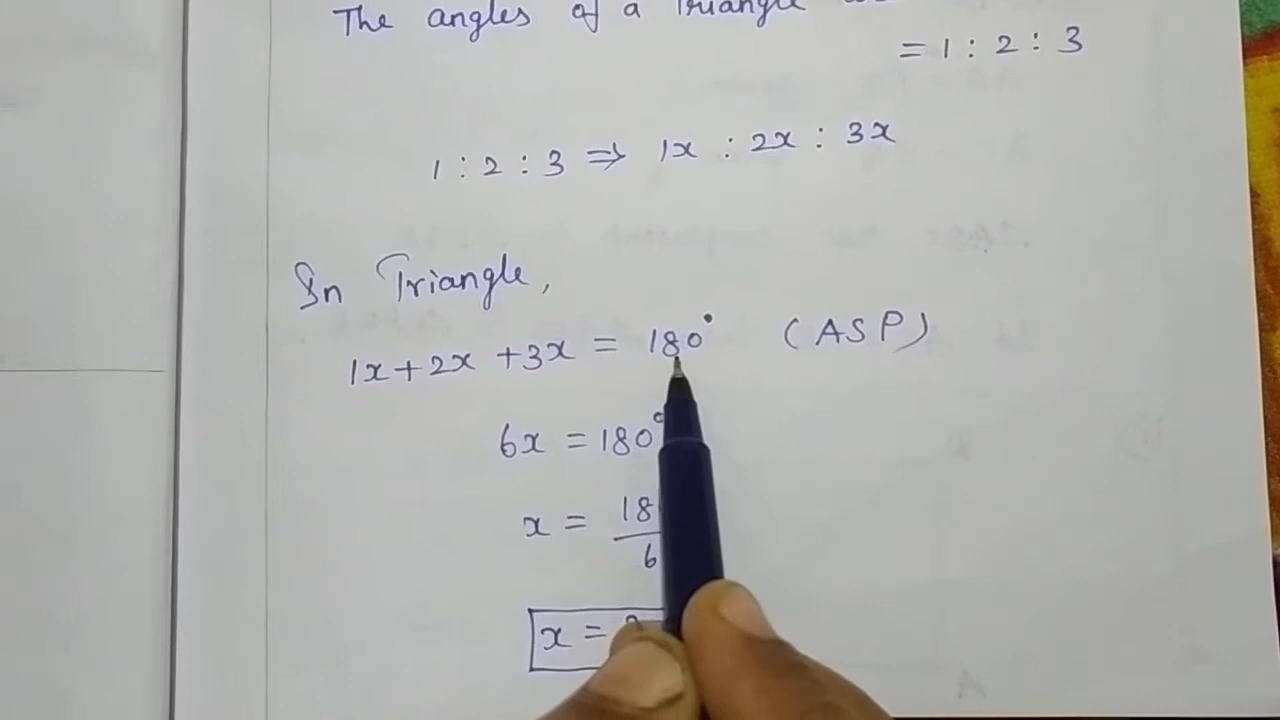 The angles of a Triangle
= 1 : 2 : 3
1 : 2 : 3 ⇒ 1x : 2x : 3x
In Triangle,
1x + 2x + 3x = 180° (ASP)
6x = 180°
x = 18
6
x =